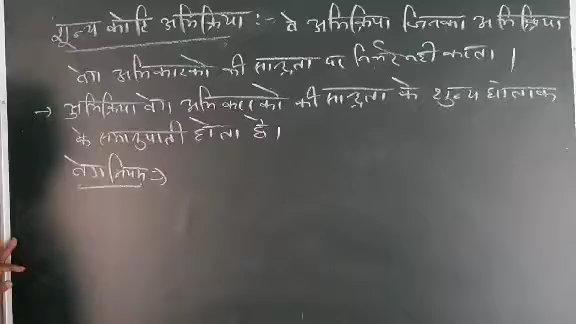 शून्य कोटि अभिक्रिया :- वे अभिक्रिया जिनका अभिक्रिया
वेग अभिकारको की सान्द्रता पर निर्भर नही करता ।
→ अभिक्रिया वेग अभिकारको की सान्द्रता के शून्य घोताक
के समानुपाती होता है ।
वेग नियम ⇒